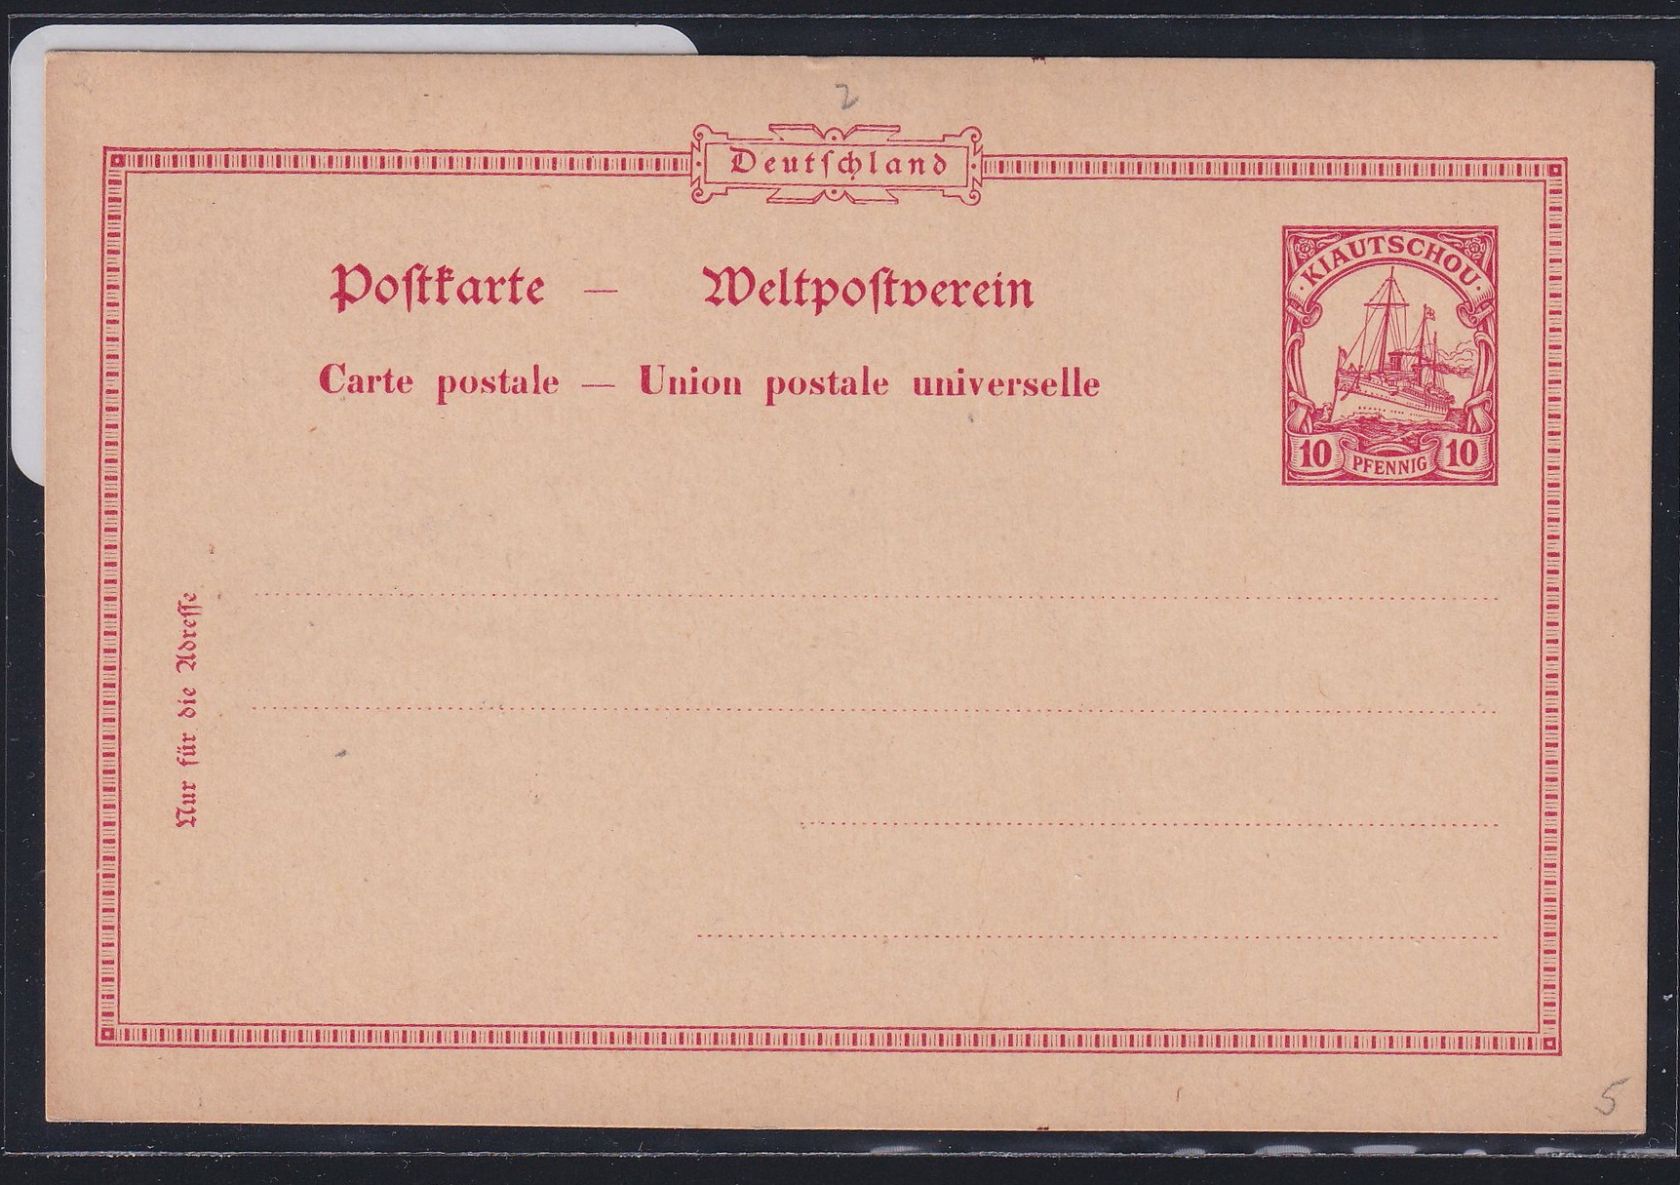 2
Deutſchland
Poſtkarte — Weltpoſtverein
Carte postale — Union postale universelle
KIAUTSCHOU
10 PFENNIG 10
Nur für die Adreſſe
5